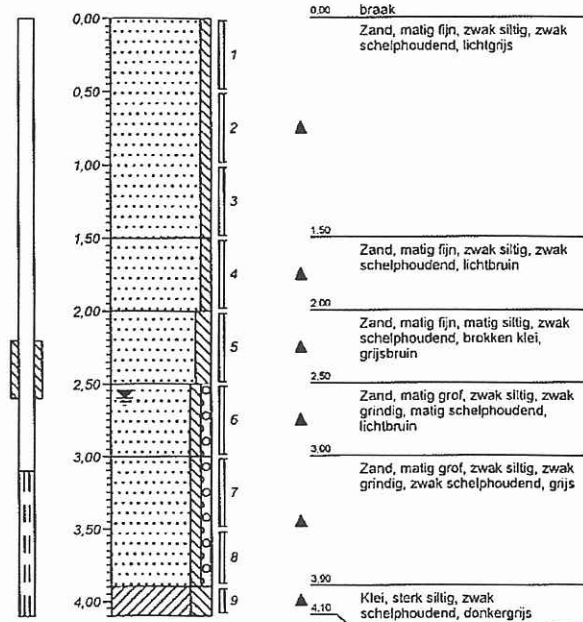 0,00
0,50
1,00
1,50
2,00
2,50
3,00
3,50
4,00
1
2
3
4
5
6
7
8
9
0,00
braak
Zand, matig fijn, zwak siltig, zwak
schelphoudend, lichtgrijs
1,50
Zand, matig fijn, zwak siltig, zwak
schelphoudend, lichtbruin
2,00
Zand, matig fijn, matig siltig, zwak
schelphoudend, brokken klei,
grijsbruin
2,50
Zand, matig grof, zwak siltig, zwak
grindig, matig schelphoudend,
lichtbruin
3,00
Zand, matig grof, zwak siltig, zwak
grindig, zwak schelphoudend, grijs
3,90
Klei, sterk siltig, zwak
4,10
schelphoudend, donkergrijs